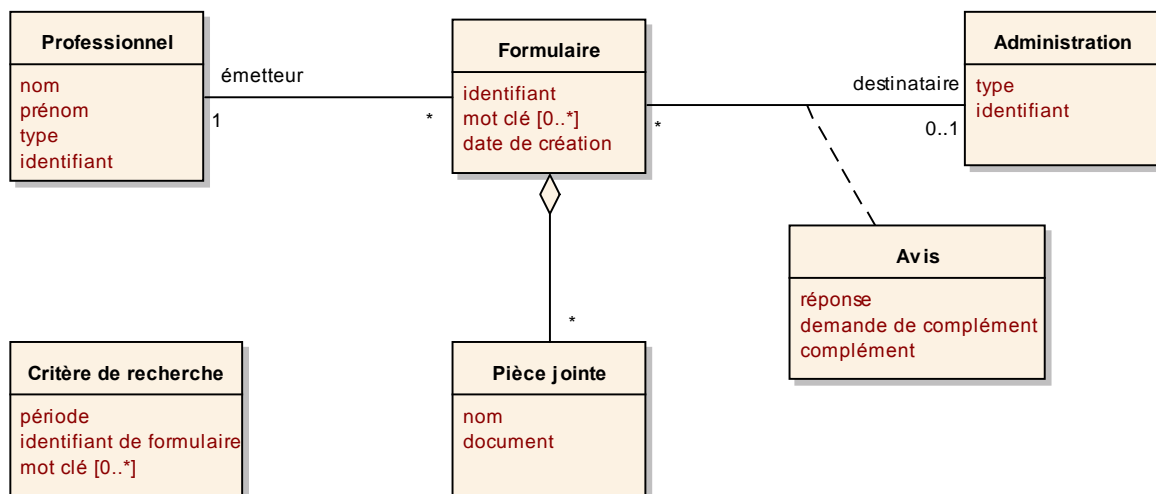 Professionnel
nom
prénom
type
identifiant
émetteur
1
*
Formulaire
identifiant
mot clé [0..*]
date de création
*
destinataire
0..1
Administration
type
identifiant
Avis
réponse
demande de complément
complément
*
Critère de recherche
période
identifiant de formulaire
mot clé [0..*]
Pièce jointe
nom
document